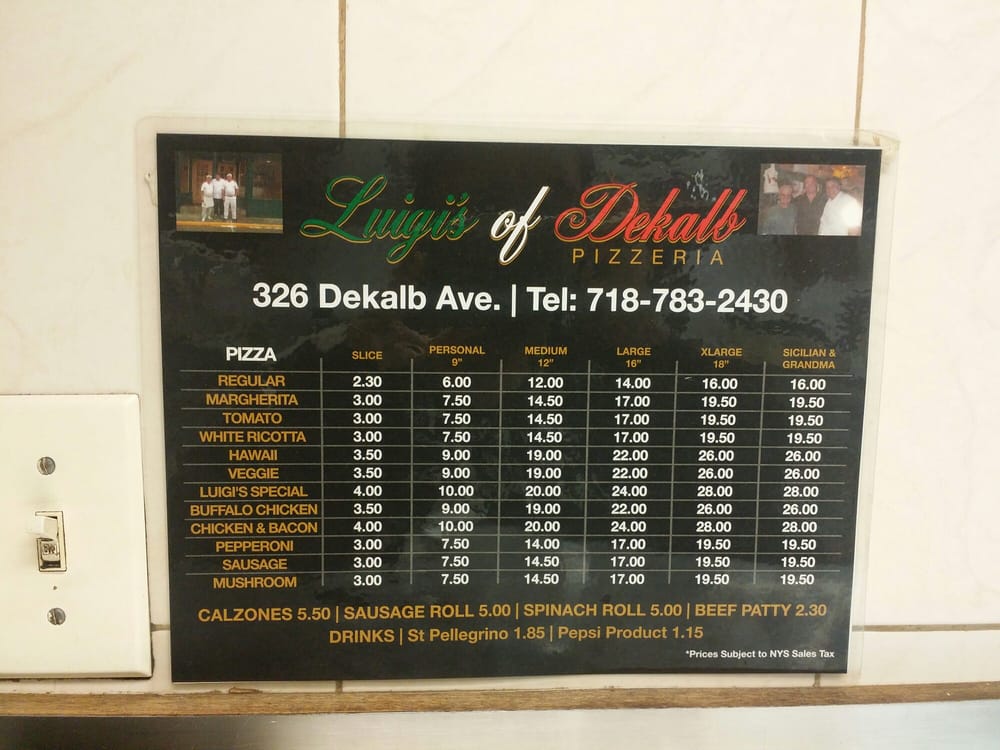 Luigi's of Dekalb
PIZZERIA
326 Dekalb Ave. | Tel: 718-783-2430
PIZZA SLICE PERSONAL 9" MEDIUM 12" LARGE 16" XLARGE 18" SICILIAN & GRANDMA
REGULAR 2.30 6.00 12.00 14.00 16.00 16.00
MARGHERITA 3.00 7.50 14.50 17.00 19.50 19.50
TOMATO 3.00 7.50 14.50 17.00 19.50 19.50
WHITE RICOTTA 3.00 7.50 14.50 17.00 19.50 19.50
HAWAII 3.50 9.00 19.00 22.00 26.00 26.00
VEGGIE 3.50 9.00 19.00 22.00 26.00 26.00
LUIGI'S SPECIAL 4.00 10.00 20.00 24.00 28.00 28.00
BUFFALO CHICKEN 3.50 9.00 19.00 22.00 26.00 26.00
CHICKEN & BACON 4.00 10.00 20.00 24.00 28.00 28.00
PEPPERONI 3.00 7.50 14.00 17.00 19.50 19.50
SAUSAGE 3.00 7.50 14.50 17.00 19.50 19.50
MUSHROOM 3.00 7.50 14.50 17.00 19.50 19.50
CALZONES 5.50 | SAUSAGE ROLL 5.00 | SPINACH ROLL 5.00 | BEEF PATTY 2.30
DRINKS | St Pellegrino 1.85 | Pepsi Product 1.15
*Prices Subject to NYS Sales Tax